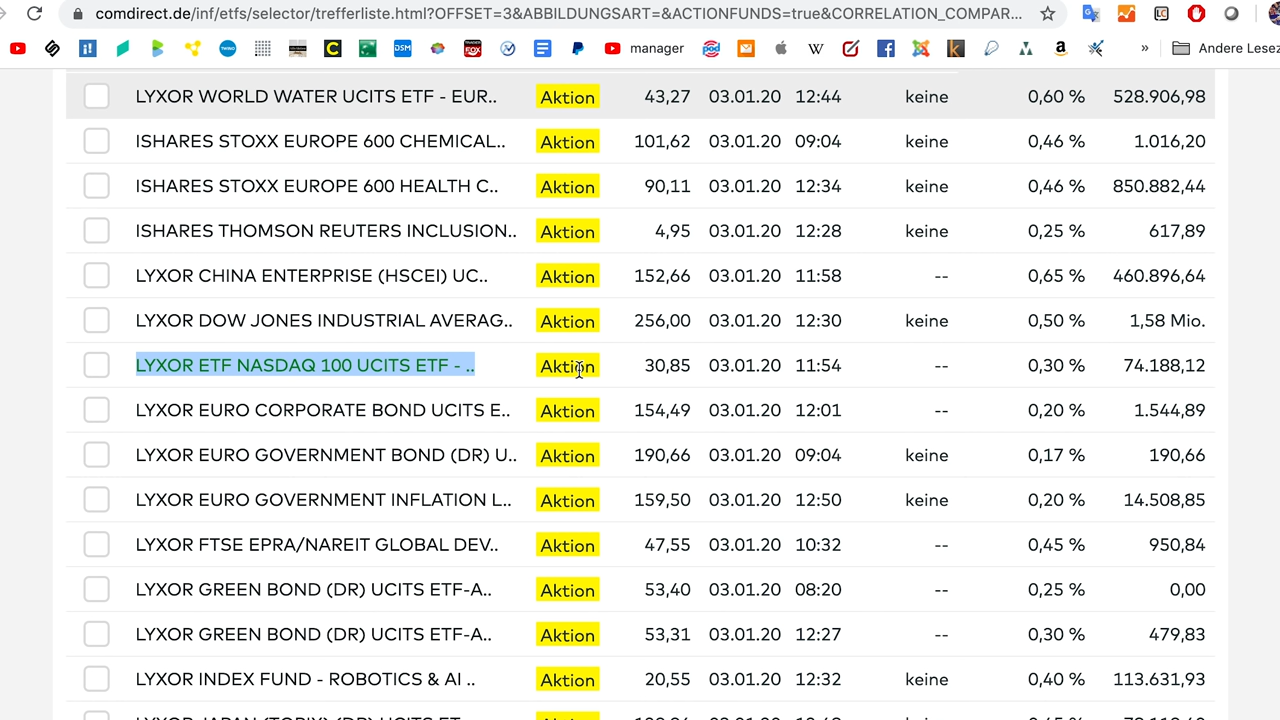 comdirect.de/inf/etfs/selector/trefferliste.html?OFFSET=3&ABBILDUNGSART=&ACTIONFUNDS=true&CORRELATION_COMPAR...
manager » Andere Lesez
LYXOR WORLD WATER UCITS ETF - EUR.. Aktion 43,27 03.01.20 12:44 keine 0,60 % 528.906,98
ISHARES STOXX EUROPE 600 CHEMICAL.. Aktion 101,62 03.01.20 09:04 keine 0,46 % 1.016,20
ISHARES STOXX EUROPE 600 HEALTH C.. Aktion 90,11 03.01.20 12:34 keine 0,46 % 850.882,44
ISHARES THOMSON REUTERS INCLUSION.. Aktion 4,95 03.01.20 12:28 keine 0,25 % 617,89
LYXOR CHINA ENTERPRISE (HSCEI) UC.. Aktion 152,66 03.01.20 11:58 -- 0,65 % 460.896,64
LYXOR DOW JONES INDUSTRIAL AVERAG.. Aktion 256,00 03.01.20 12:30 keine 0,50 % 1,58 Mio.
LYXOR ETF NASDAQ 100 UCITS ETF - .. Aktion 30,85 03.01.20 11:54 -- 0,30 % 74.188,12
LYXOR EURO CORPORATE BOND UCITS E.. Aktion 154,49 03.01.20 12:01 -- 0,20 % 1.544,89
LYXOR EURO GOVERNMENT BOND (DR) U.. Aktion 190,66 03.01.20 09:04 keine 0,17 % 190,66
LYXOR EURO GOVERNMENT INFLATION L.. Aktion 159,50 03.01.20 12:50 keine 0,20 % 14.508,85
LYXOR FTSE EPRA/NAREIT GLOBAL DEV.. Aktion 47,55 03.01.20 10:32 -- 0,45 % 950,84
LYXOR GREEN BOND (DR) UCITS ETF-A.. Aktion 53,40 03.01.20 08:20 -- 0,25 % 0,00
LYXOR GREEN BOND (DR) UCITS ETF-A.. Aktion 53,31 03.01.20 12:27 -- 0,30 % 479,83
LYXOR INDEX FUND - ROBOTICS & AI .. Aktion 20,55 03.01.20 12:32 keine 0,40 % 113.631,93